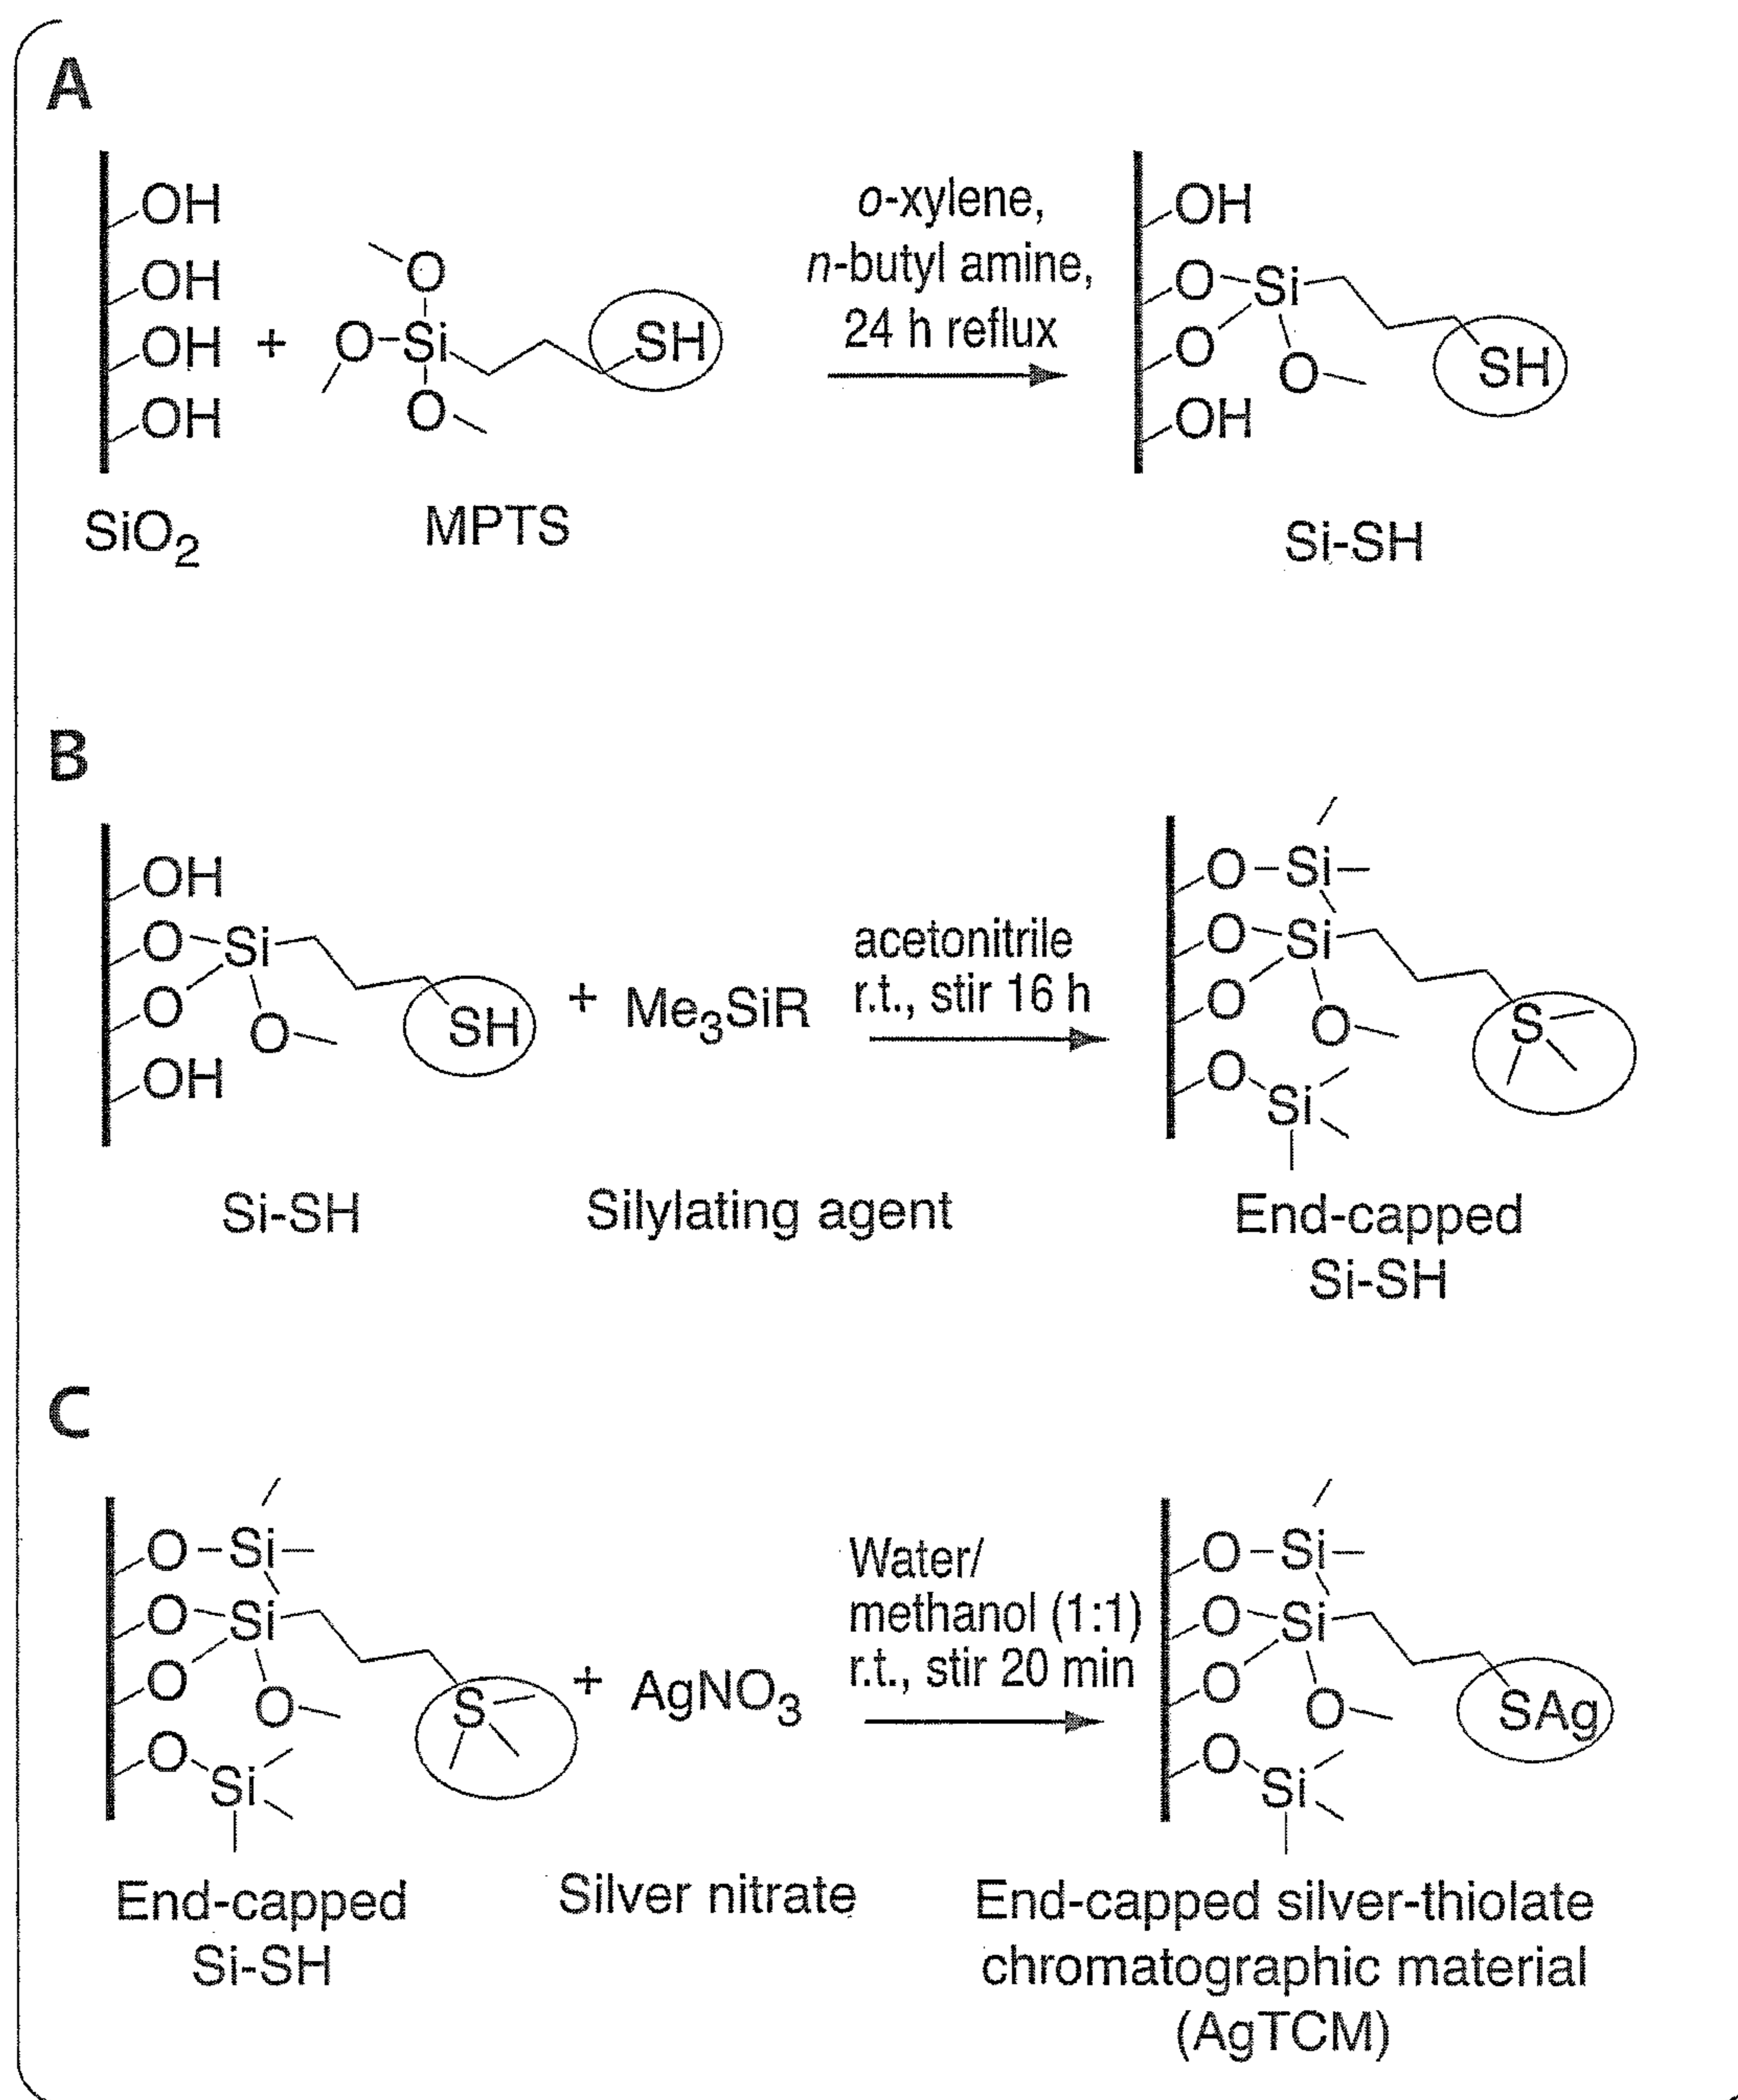 A
OH
OH
OH
OH
+
O
O-Si
O
SH
o-xylene,
n-butyl amine,
24 h reflux
OH
O
Si
O
O
SH
OH
SiO2
MPTS
Si-SH
B
OH
O
Si
O
O
SH
OH
+ Me3SiR
acetonitrile
r.t., stir 16 h
O-Si
O
Si
O
O
S
O
Si
Si-SH
Silylating agent
End-capped
Si-SH
C
O-Si
O
Si
O
O
S
O
Si
+ AgNO3
Water/
methanol (1:1)
r.t., stir 20 min
O-Si
O
Si
O
O
SAg
O
Si
End-capped
Si-SH
Silver nitrate
End-capped silver-thiolate
chromatographic material
(AgTCM)